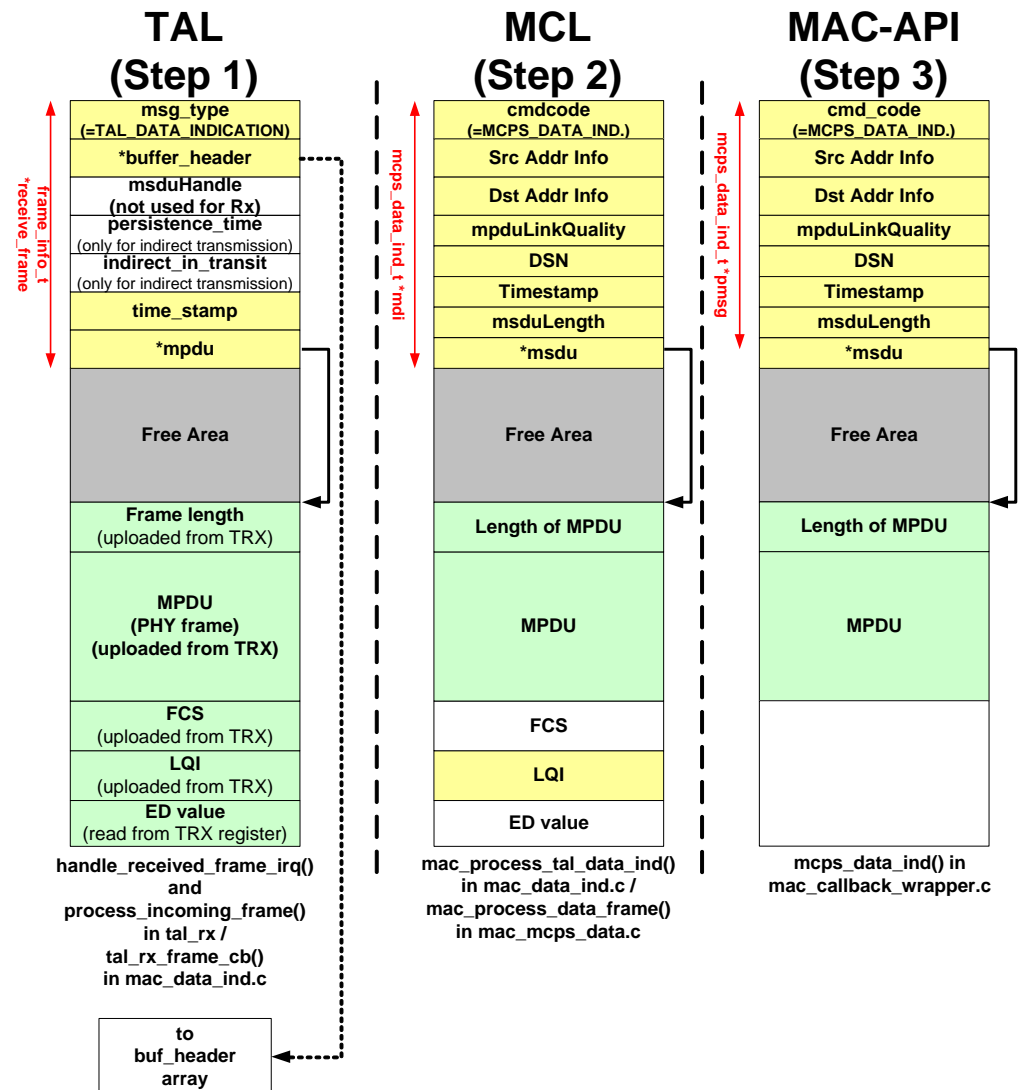 TAL
(Step 1)
msg_type
(=TAL_DATA_INDICATION)
*buffer_header
msduHandle
(not used for Rx)
persistence_time
(only for indirect transmission)
indirect_in_transit
(only for indirect transmission)
time_stamp
*mpdu
frame_info_t
*receive_frame
Free Area
Frame length
(uploaded from TRX)
MPDU
(PHY frame)
(uploaded from TRX)
FCS
(uploaded from TRX)
LQI
(uploaded from TRX)
ED value
(read from TRX register)
handle_received_frame_irq()
and
process_incoming_frame()
in tal_rx /
tal_rx_frame_cb()
in mac_data_ind.c
to
buf_header
array
MCL
(Step 2)
cmdcode
(=MCPS_DATA_IND.)
Src Addr Info
Dst Addr Info
mpduLinkQuality
DSN
Timestamp
msduLength
*msdu
mcps_data_ind_t *mdi
Free Area
Length of MPDU
MPDU
FCS
LQI
ED value
mac_process_tal_data_ind()
in mac_data_ind.c /
mac_process_data_frame()
in mac_mcps_data.c
MAC-API
(Step 3)
cmd_code
(=MCPS_DATA_IND.)
Src Addr Info
Dst Addr Info
mpduLinkQuality
DSN
Timestamp
msduLength
*msdu
mcps_data_ind_t *pmsg
Free Area
Length of MPDU
MPDU
mcps_data_ind() in
mac_callback_wrapper.c